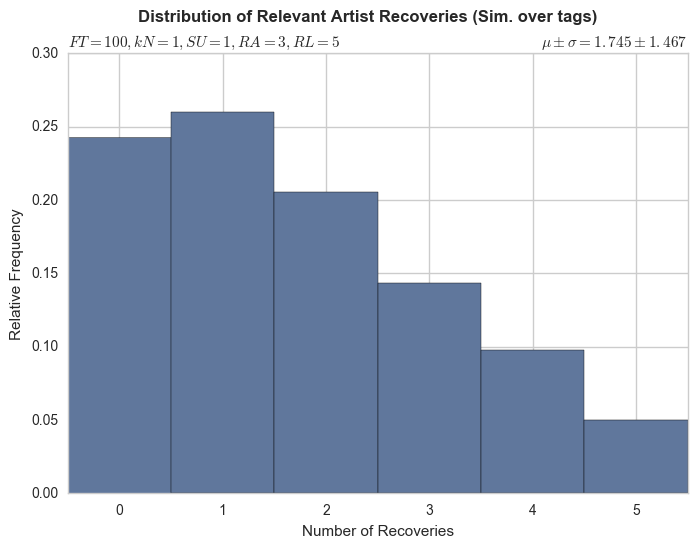 Distribution of Relevant Artist Recoveries (Sim. over tags)
FT = 100, kN = 1, SU = 1, RA = 3, RL = 5 μ ± σ = 1.745 ± 1.467
0.30
0.25
0.20
0.15
0.10
0.05
0.00
Relative Frequency
0 1 2 3 4 5
Number of Recoveries